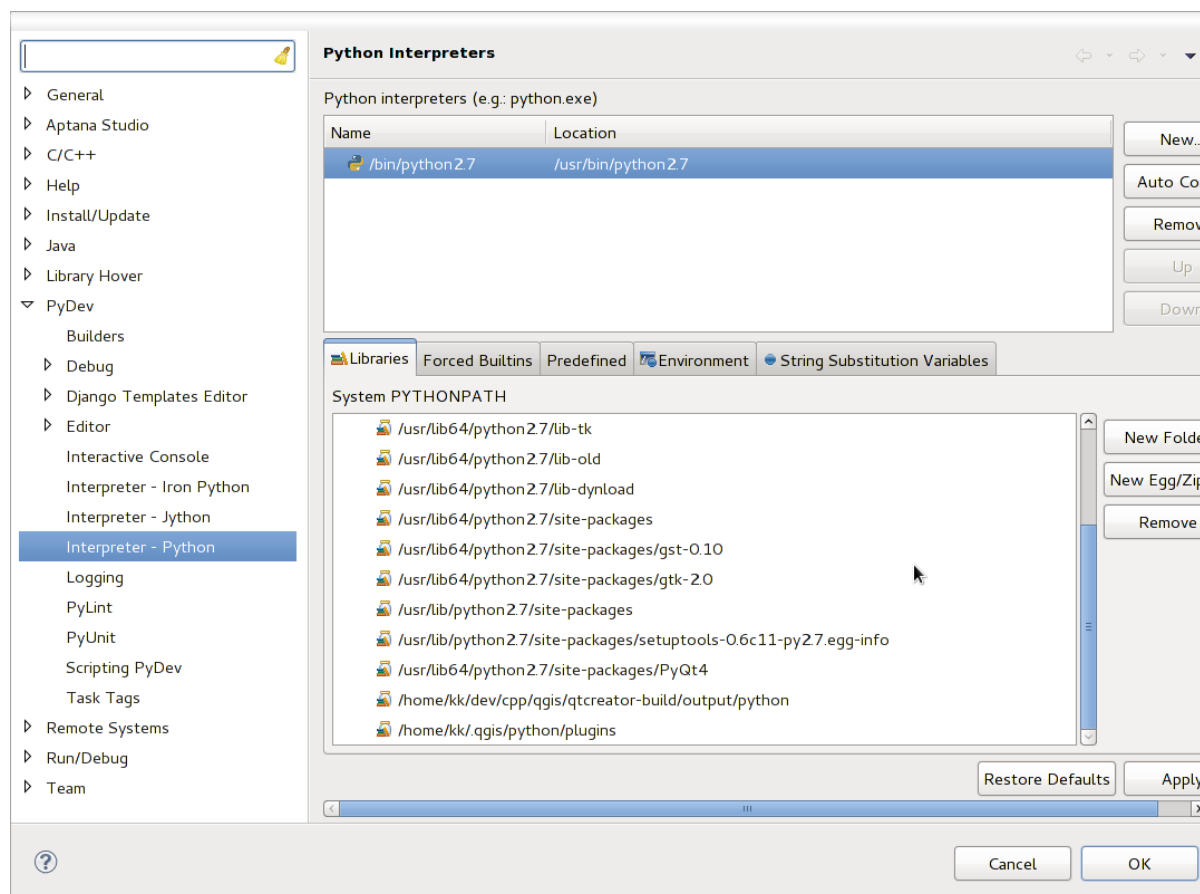 Python Interpreters
General
Aptana Studio
C/C++
Help
Install/Update
Java
Library Hover
PyDev
Builders
Debug
Django Templates Editor
Editor
Interactive Console
Interpreter - Iron Python
Interpreter - Jython
Interpreter - Python
Logging
PyLint
PyUnit
Scripting PyDev
Task Tags
Remote Systems
Run/Debug
Team
Python interpreters (e.g.: python.exe)
Name Location
/bin/python2.7 /usr/bin/python2.7
New..
Auto Co
Remov
Up
Down
Libraries Forced Builtins Predefined Environment String Substitution Variables
System PYTHONPATH
/usr/lib64/python2.7/lib-tk
/usr/lib64/python2.7/lib-old
/usr/lib64/python2.7/lib-dynload
/usr/lib64/python2.7/site-packages
/usr/lib64/python2.7/site-packages/gst-0.10
/usr/lib64/python2.7/site-packages/gtk-2.0
/usr/lib/python2.7/site-packages
/usr/lib/python2.7/site-packages/setuptools-0.6c11-py2.7.egg-info
/usr/lib64/python2.7/site-packages/PyQt4
/home/kk/dev/cpp/qgis/qtcreator-build/output/python
/home/kk/.qgis/python/plugins
New Folde
New Egg/Zip
Remove
Restore Defaults Apply
Cancel OK